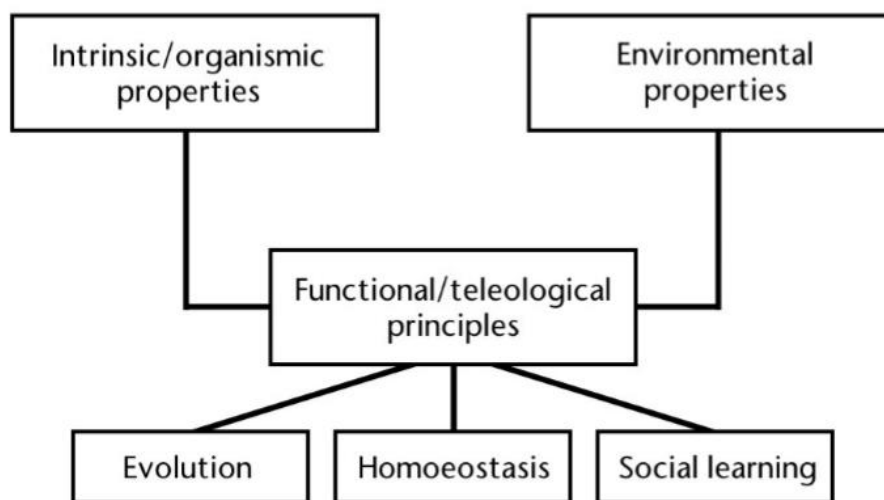 Intrinsic/organismic
properties
Environmental
properties
Functional/teleological
principles
Evolution
Homoeostasis
Social learning